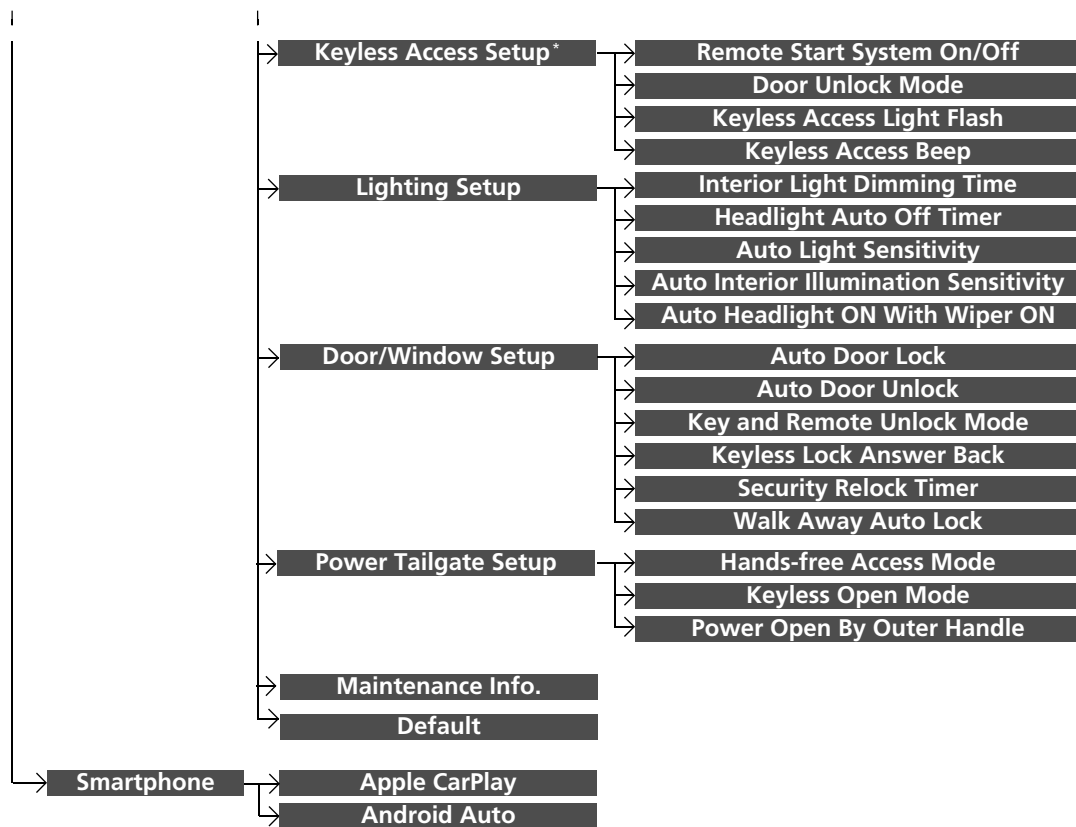 Keyless Access Setup*
Remote Start System On/Off
Door Unlock Mode
Keyless Access Light Flash
Keyless Access Beep
Lighting Setup
Interior Light Dimming Time
Headlight Auto Off Timer
Auto Light Sensitivity
Auto Interior Illumination Sensitivity
Auto Headlight ON With Wiper ON
Door/Window Setup
Auto Door Lock
Auto Door Unlock
Key and Remote Unlock Mode
Keyless Lock Answer Back
Security Relock Timer
Walk Away Auto Lock
Power Tailgate Setup
Hands-free Access Mode
Keyless Open Mode
Power Open By Outer Handle
Maintenance Info.
Default
Smartphone
Apple CarPlay
Android Auto